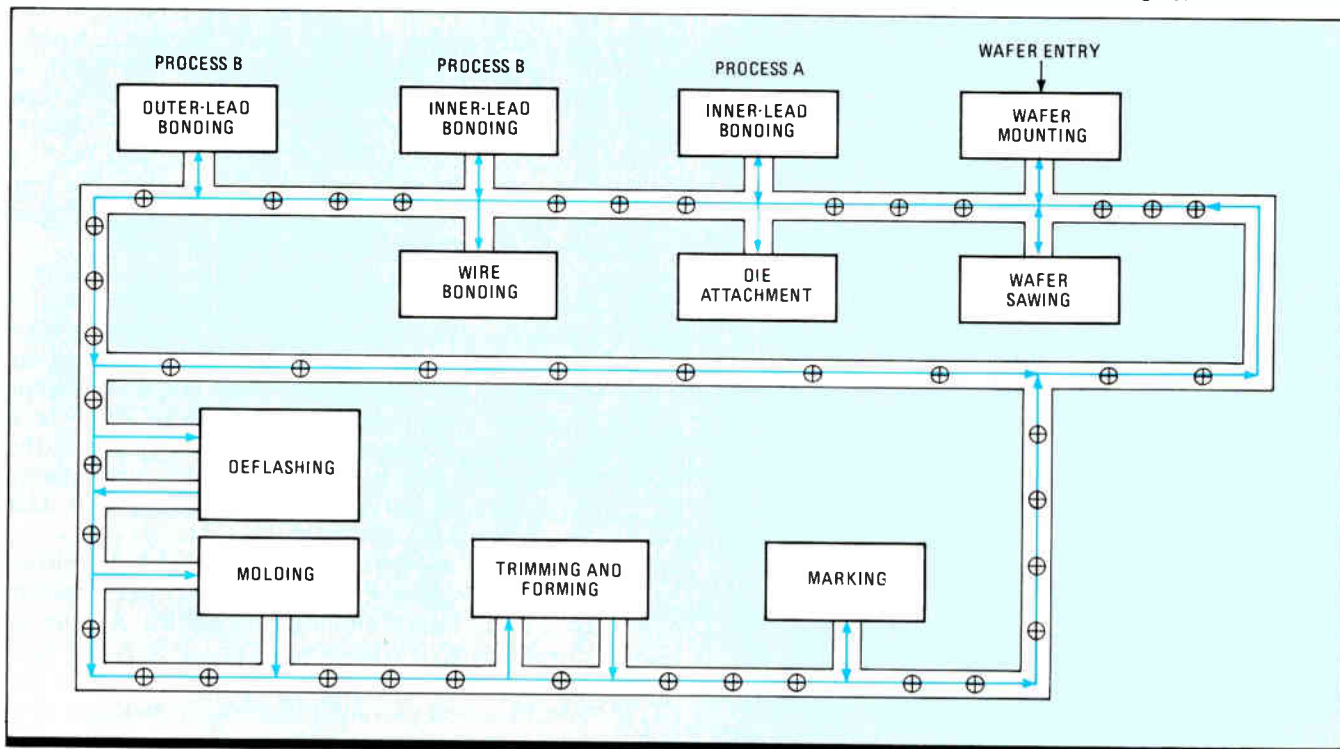 PROCESS B
OUTER-LEAD
BONDING
PROCESS B
INNER-LEAD
BONDING
PROCESS A
INNER-LEAD
BONDING
WAFER ENTRY
WAFER
MOUNTING
WIRE
BONDING
DIE
ATTACHMENT
WAFER
SAWING
DEFLASHING
MOLDING
TRIMMING AND
FORMING
MARKING